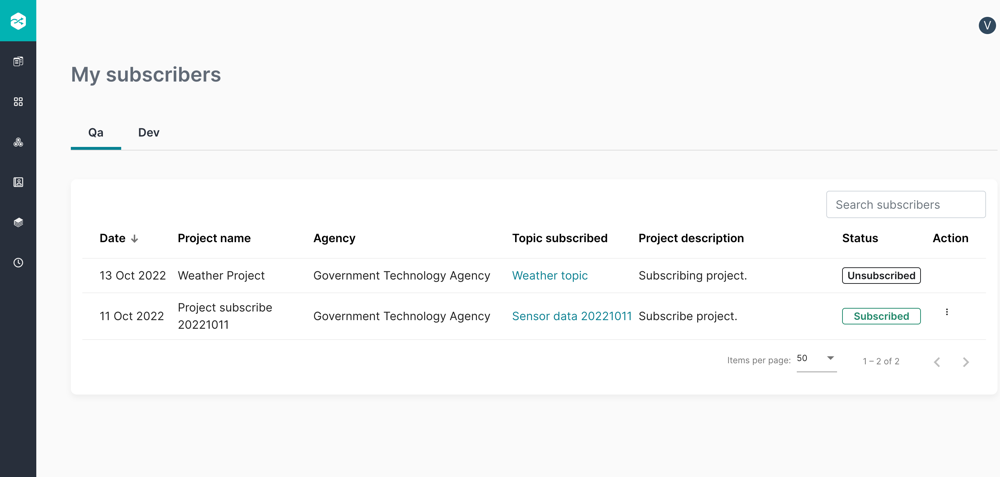 V
My subscribers
Qa Dev
Search subscribers
Date Project name Agency Topic subscribed Project description Status Action
13 Oct 2022 Weather Project Government Technology Agency Weather topic Subscribing project. Unsubscribed
11 Oct 2022 Project subscribe 20221011 Government Technology Agency Sensor data 20221011 Subscribe project. Subscribed
Items per page: 50 1 – 2 of 2